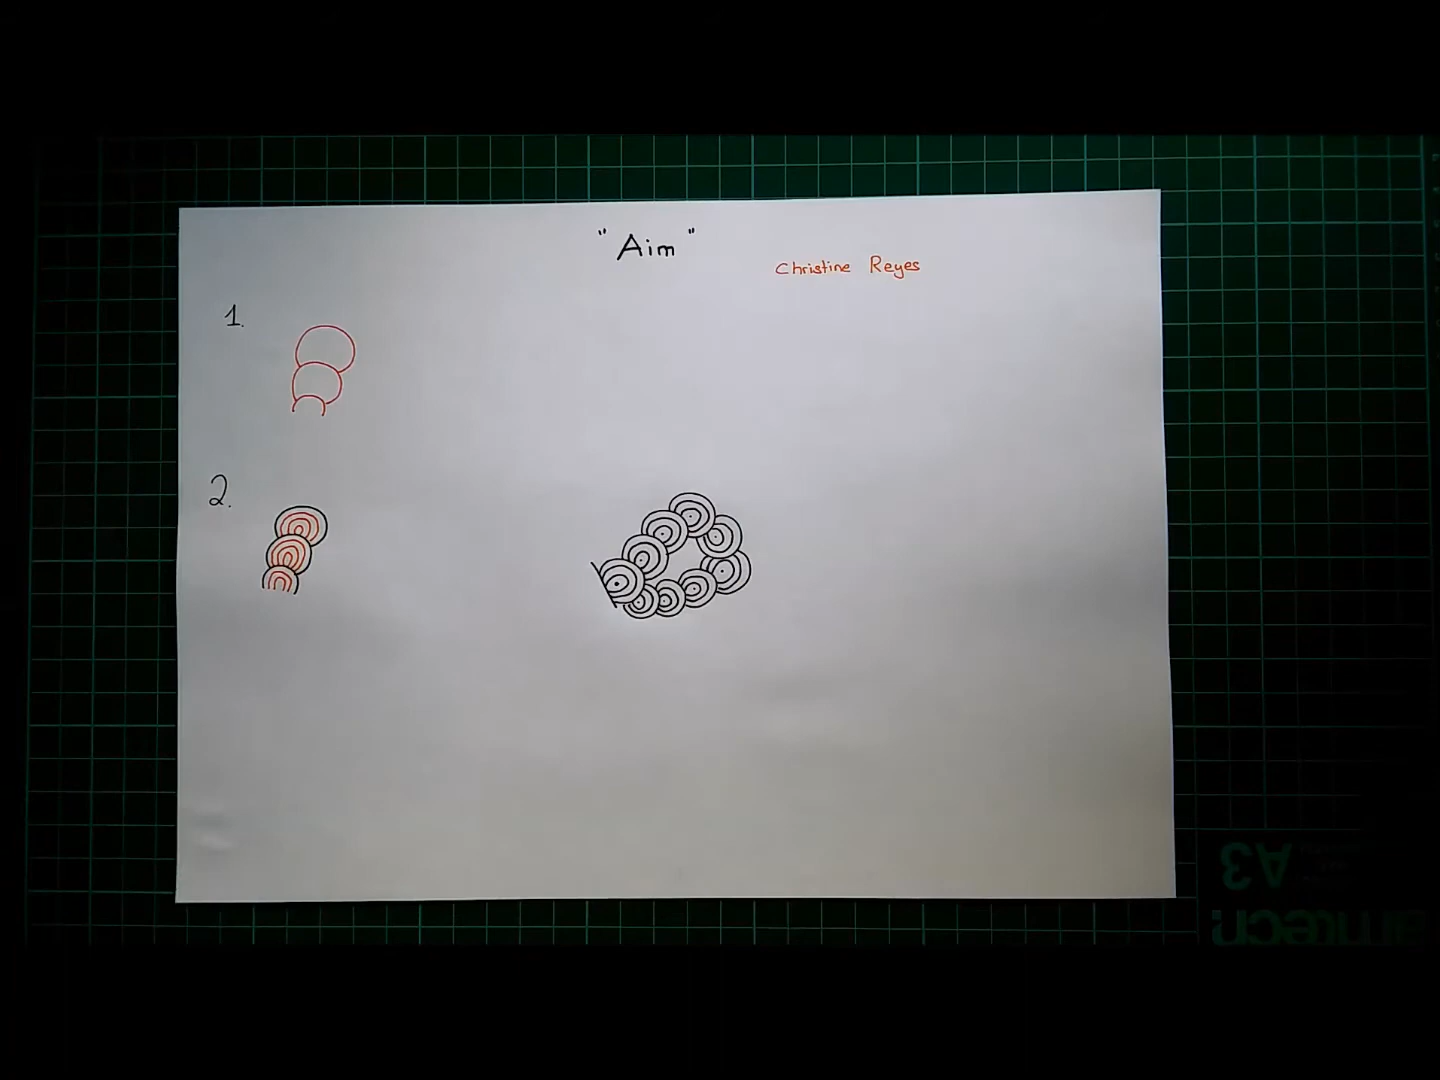 "Aim"
Christine Reyes
1.
2.
A3